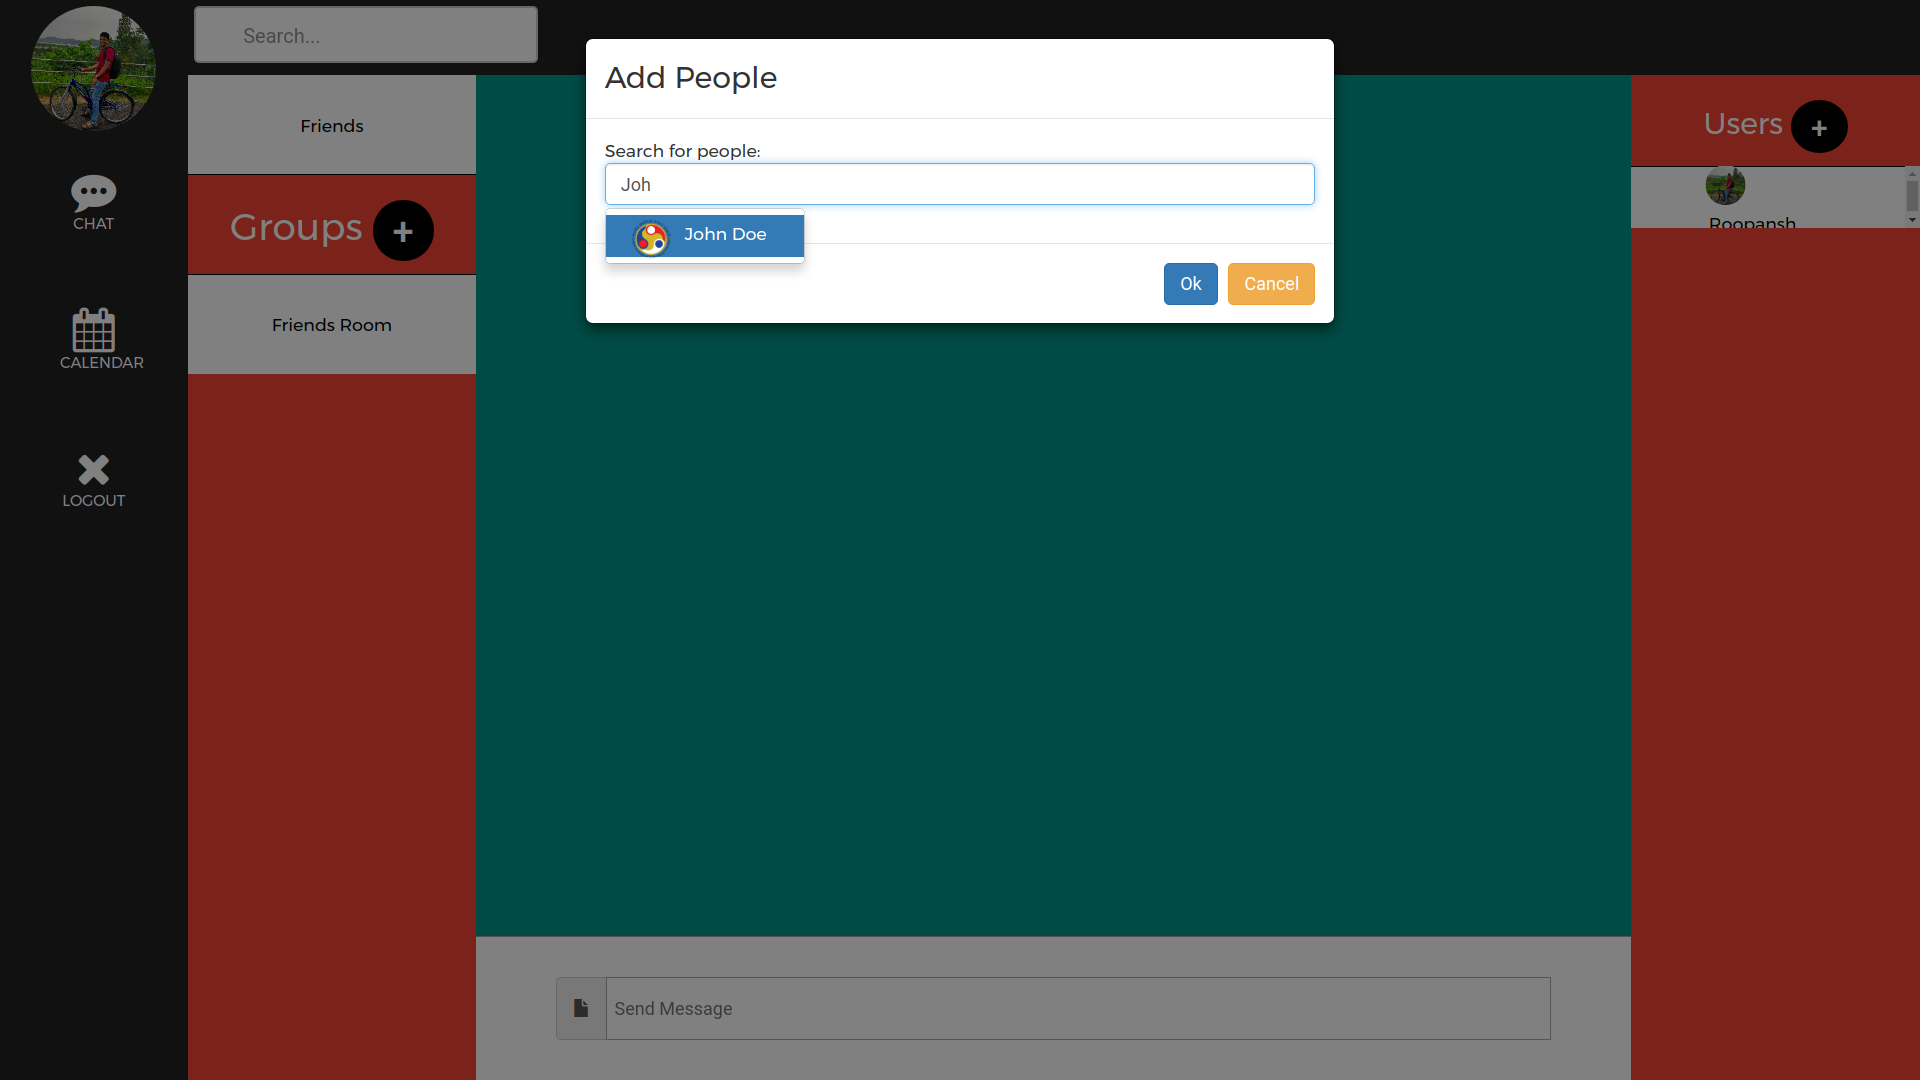 Search...
CHAT
CALENDAR
LOGOUT
Friends
Groups +
Friends Room
Add People
Search for people:
Joh
John Doe
Ok
Cancel
Users +
Roopansh
Send Message